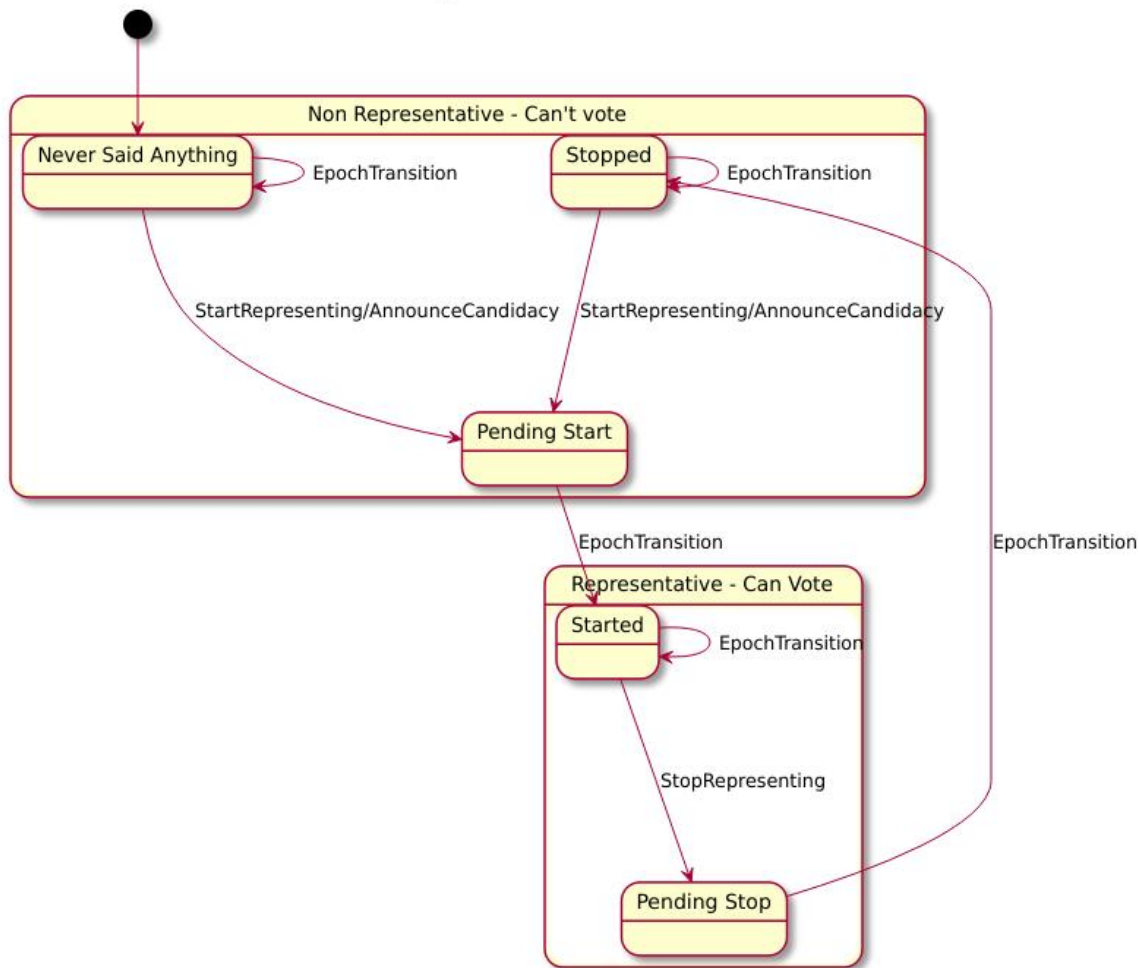 Non Representative - Can't vote
Never Said Anything
Stopped
EpochTransition
EpochTransition
StartRepresenting/AnnounceCandidacy
StartRepresenting/AnnounceCandidacy
Pending Start
EpochTransition
EpochTransition
Representative - Can Vote
Started
EpochTransition
StopRepresenting
Pending Stop